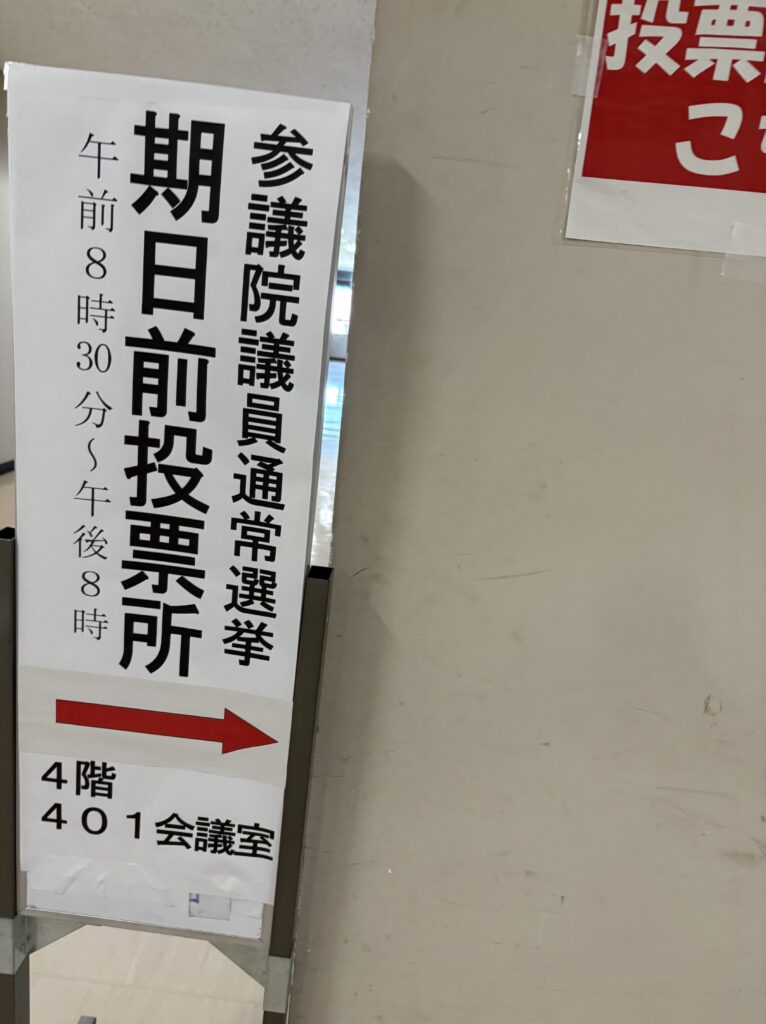 参議院議員通常選挙
期日前投票所
午前8時30分～午後8時
4階
401会議室
投票
こ